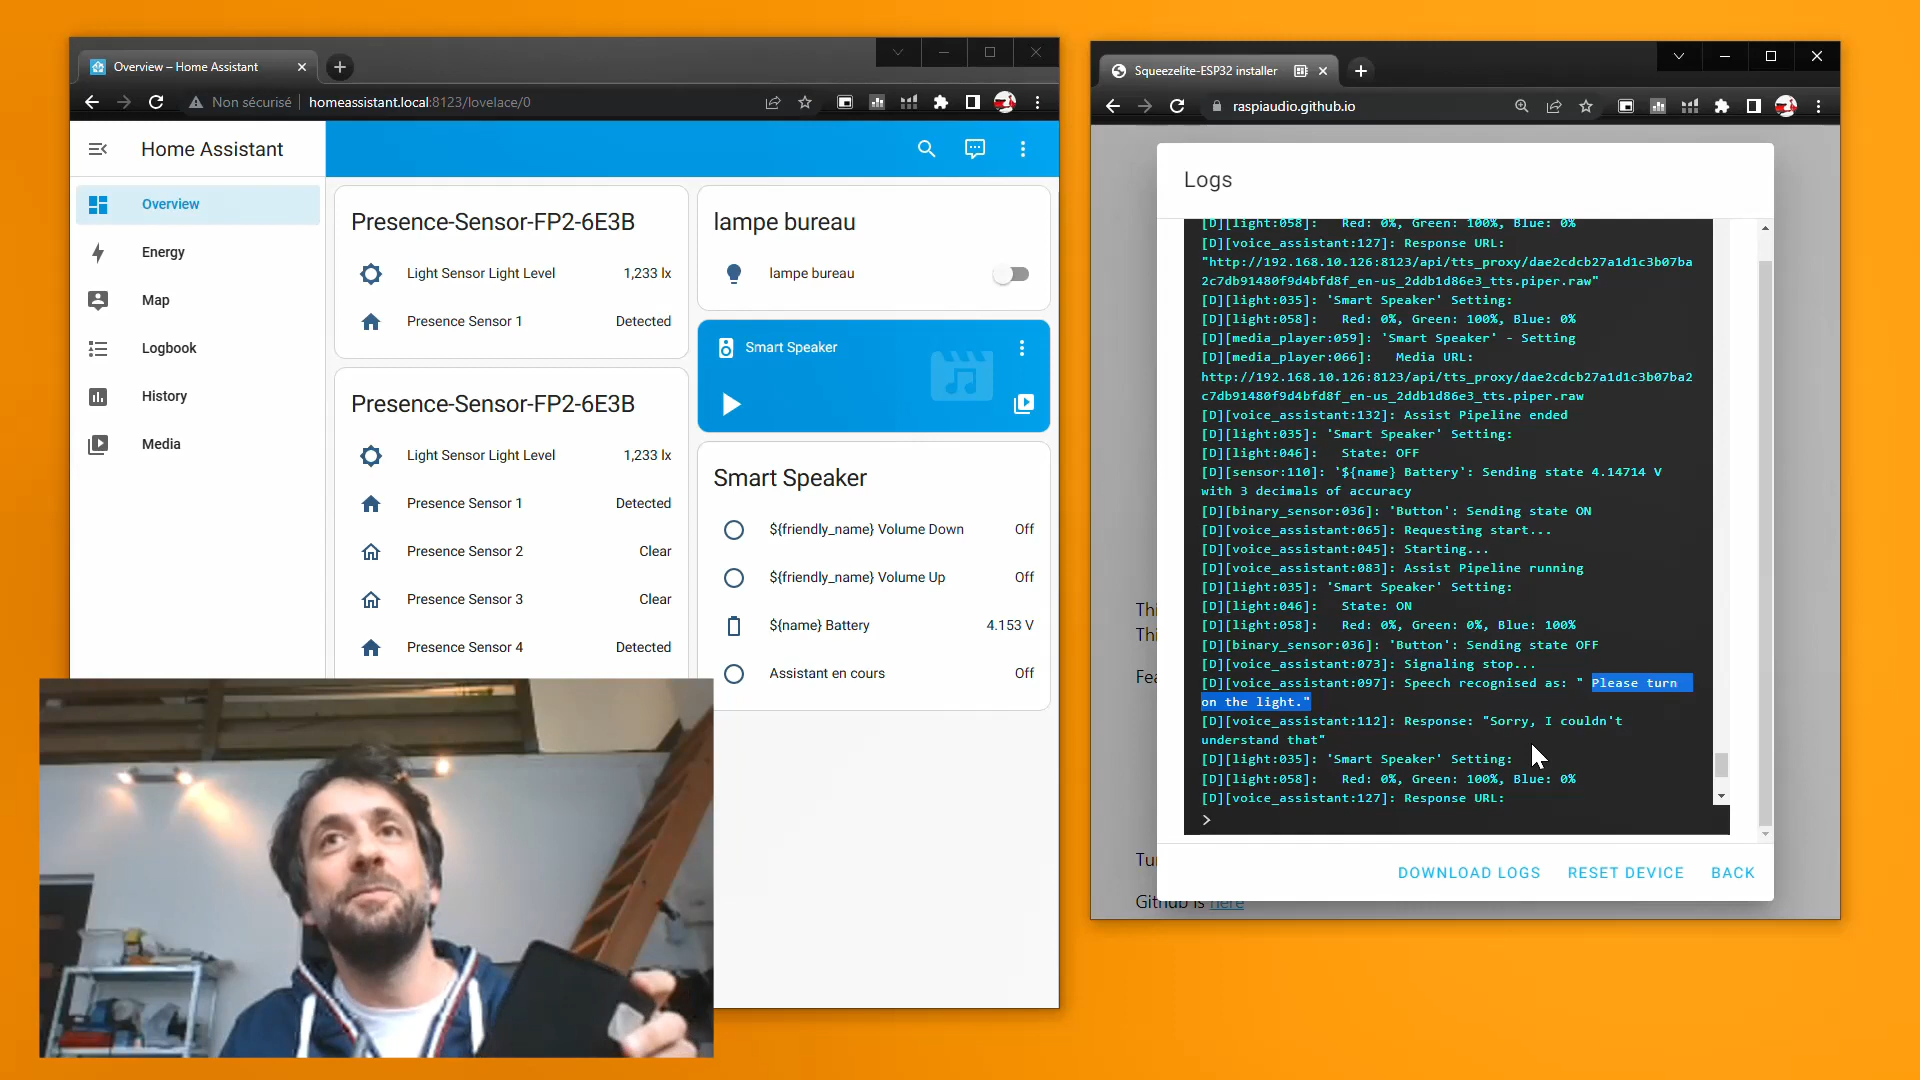 Overview – Home Assistant
Non sécurisé
homeassistant.local:8123/lovelace/0
Home Assistant
Overview
Energy
Map
Logbook
History
Media
Presence-Sensor-FP2-6E3B
Light Sensor Light Level 1,233 lx
Presence Sensor 1 Detected
Presence-Sensor-FP2-6E3B
Light Sensor Light Level 1,233 lx
Presence Sensor 1 Detected
Presence Sensor 2 Clear
Presence Sensor 3 Clear
Presence Sensor 4 Detected
lampe bureau
lampe bureau
Smart Speaker
Smart Speaker
${friendly_name} Volume Down Off
${friendly_name} Volume Up Off
${name} Battery 4.153 V
Assistant en cours Off
Squeezelite-ESP32 installer
raspiaudio.github.io
Logs
[D][light:058]:   Red: 0%, Green: 100%, Blue: 0%
[D][voice_assistant:127]: Response URL:
"http://192.168.10.126:8123/api/tts_proxy/dae2cdcb27a1d1c3b07ba
2c7db91480f9d4bfd8f_en-us_2ddb1d86e3_tts.piper.raw"
[D][light:035]: 'Smart Speaker' Setting:
[D][light:058]:   Red: 0%, Green: 100%, Blue: 0%
[D][media_player:059]: 'Smart Speaker' - Setting
[D][media_player:066]:   Media URL:
http://192.168.10.126:8123/api/tts_proxy/dae2cdcb27a1d1c3b07ba2
c7db91480f9d4bfd8f_en-us_2ddb1d86e3_tts.piper.raw
[D][voice_assistant:132]: Assist Pipeline ended
[D][light:035]: 'Smart Speaker' Setting:
[D][light:046]:   State: OFF
[D][sensor:110]: '${name} Battery': Sending state 4.14714 V
with 3 decimals of accuracy
[D][binary_sensor:036]: 'Button': Sending state ON
[D][voice_assistant:065]: Requesting start...
[D][voice_assistant:045]: Starting...
[D][voice_assistant:083]: Assist Pipeline running
[D][light:035]: 'Smart Speaker' Setting:
[D][light:046]:   State: ON
[D][light:058]:   Red: 0%, Green: 0%, Blue: 100%
[D][binary_sensor:036]: 'Button': Sending state OFF
[D][voice_assistant:073]: Signaling stop...
[D][voice_assistant:097]: Speech recognised as: " Please turn
on the light."
[D][voice_assistant:112]: Response: "Sorry, I couldn't
understand that"
[D][light:035]: 'Smart Speaker' Setting:
[D][light:058]:   Red: 0%, Green: 100%, Blue: 0%
[D][voice_assistant:127]: Response URL:
>
DOWNLOAD LOGS RESET DEVICE BACK
Github is here